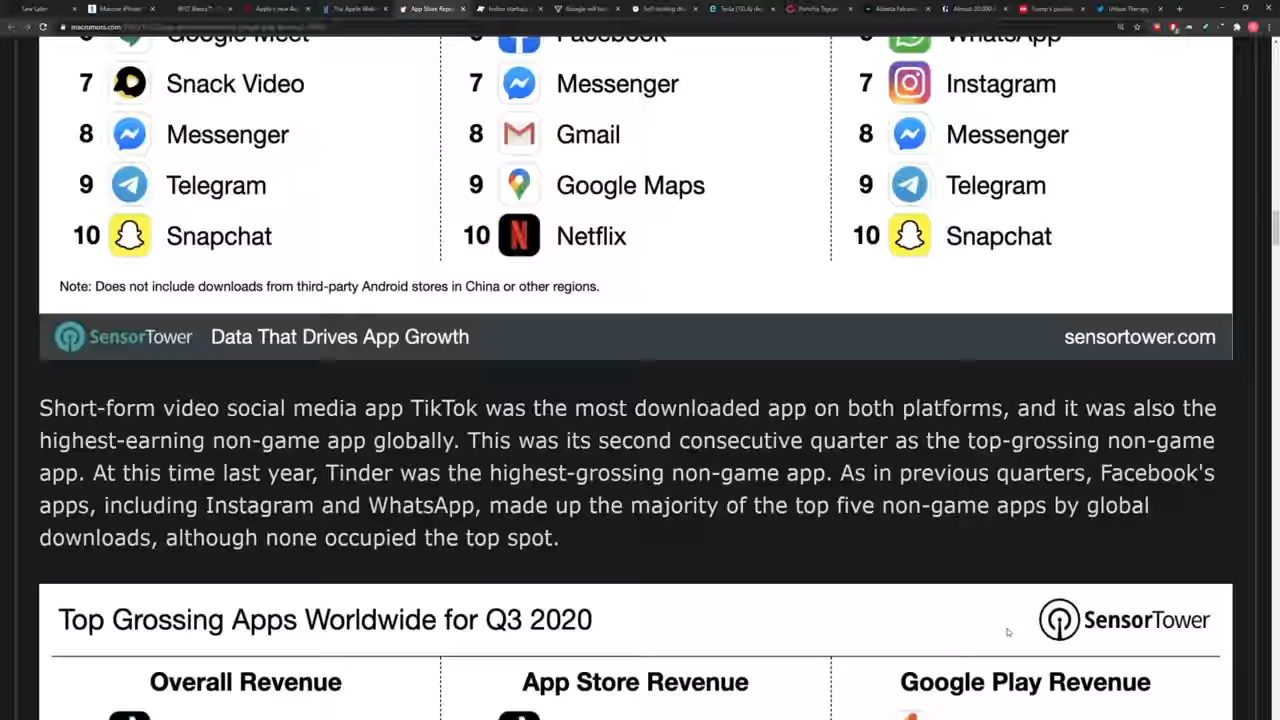 macrumors.com
Google Meet
Facebook
WhatsApp
7 Snack Video
7 Messenger
7 Instagram
8 Messenger
8 Gmail
8 Messenger
9 Telegram
9 Google Maps
9 Telegram
10 Snapchat
10 Netflix
10 Snapchat
Note: Does not include downloads from third-party Android stores in China or other regions.
SensorTower Data That Drives App Growth sensortower.com
Short-form video social media app TikTok was the most downloaded app on both platforms, and it was also the
highest-earning non-game app globally. This was its second consecutive quarter as the top-grossing non-game
app. At this time last year, Tinder was the highest-grossing non-game app. As in previous quarters, Facebook's
apps, including Instagram and WhatsApp, made up the majority of the top five non-game apps by global
downloads, although none occupied the top spot.
Top Grossing Apps Worldwide for Q3 2020 SensorTower
Overall Revenue
App Store Revenue
Google Play Revenue